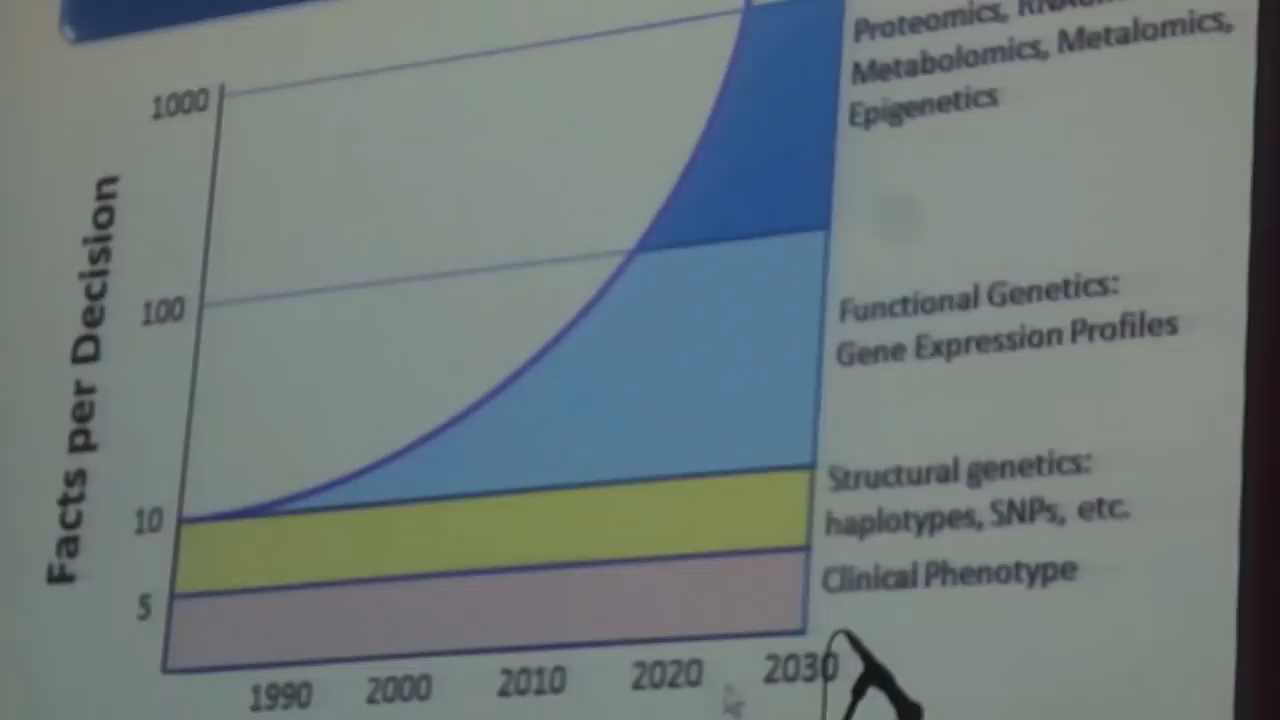 Proteomics,
Metabolomics, Metalomics,
Epigenetics
1000
100
10
5
Facts per Decision
Functional Genetics:
Gene Expression Profiles
Structural genetics:
haplotypes, SNPs, etc.
Clinical Phenotype
1990 2000 2010 2020 2030